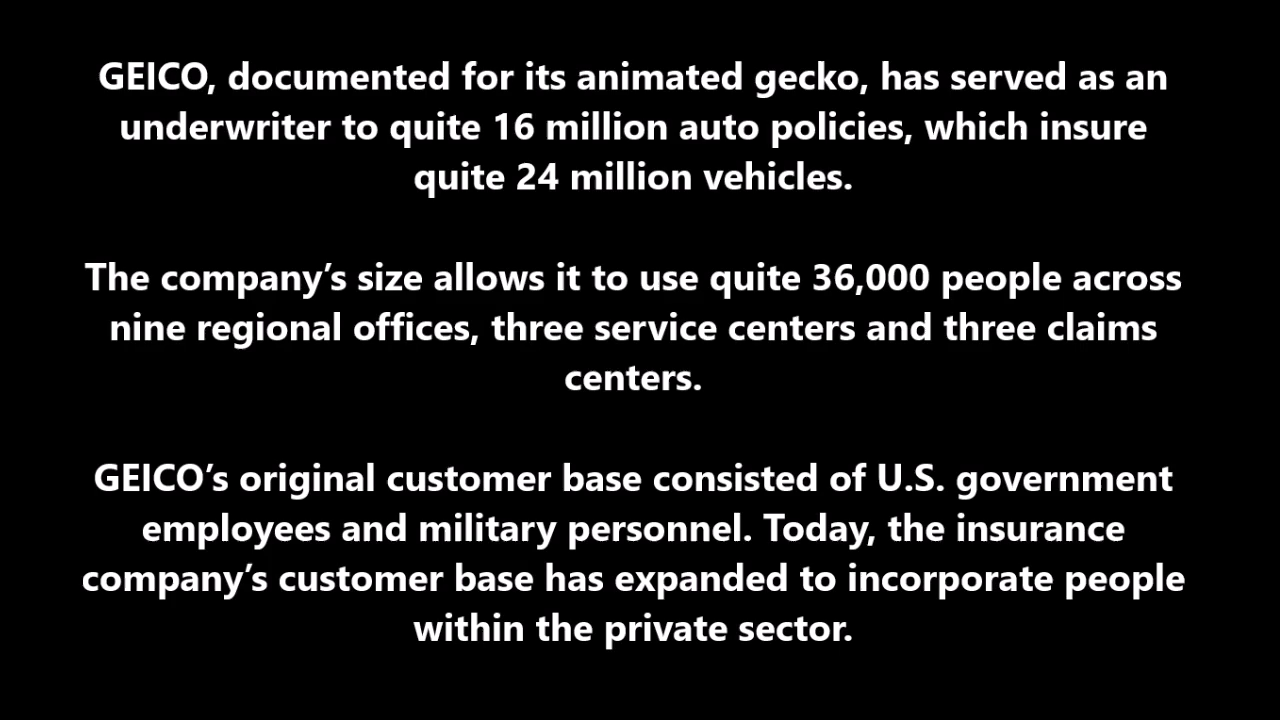 GEICO, documented for its animated gecko, has served as an
underwriter to quite 16 million auto policies, which insure
quite 24 million vehicles.
The company’s size allows it to use quite 36,000 people across
nine regional offices, three service centers and three claims
centers.
GEICO’s original customer base consisted of U.S. government
employees and military personnel. Today, the insurance
company’s customer base has expanded to incorporate people
within the private sector.